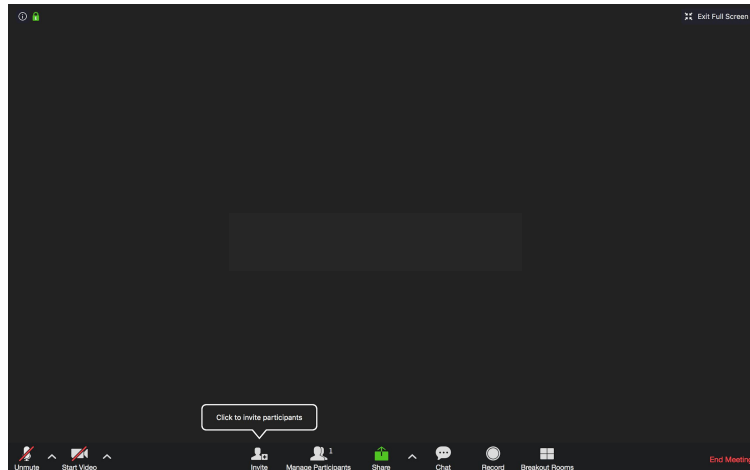 Exit Full Screen
Click to invite participants
1
Unmute
Start Video
Invite
Manage Participants
Share
Chat
Record
Breakout Rooms
End Meeting